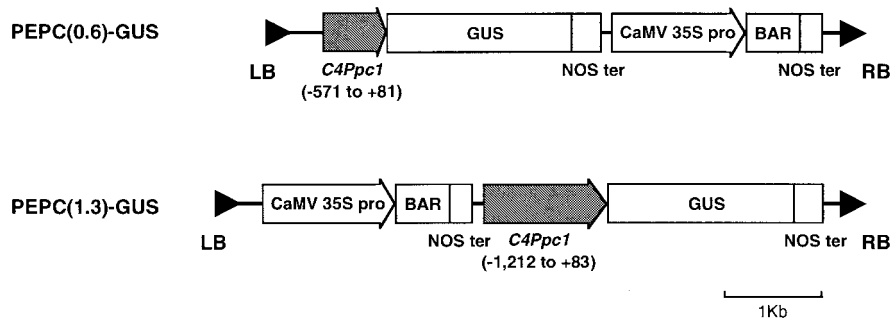 PEPC(0.6)-GUS
GUS
CaMV 35S pro
BAR
LB
C4Ppc1
(-571 to +81)
NOS ter
NOS ter
RB
PEPC(1.3)-GUS
CaMV 35S pro
BAR
GUS
LB
NOS ter
C4Ppc1
(-1,212 to +83)
NOS ter
RB
1Kb